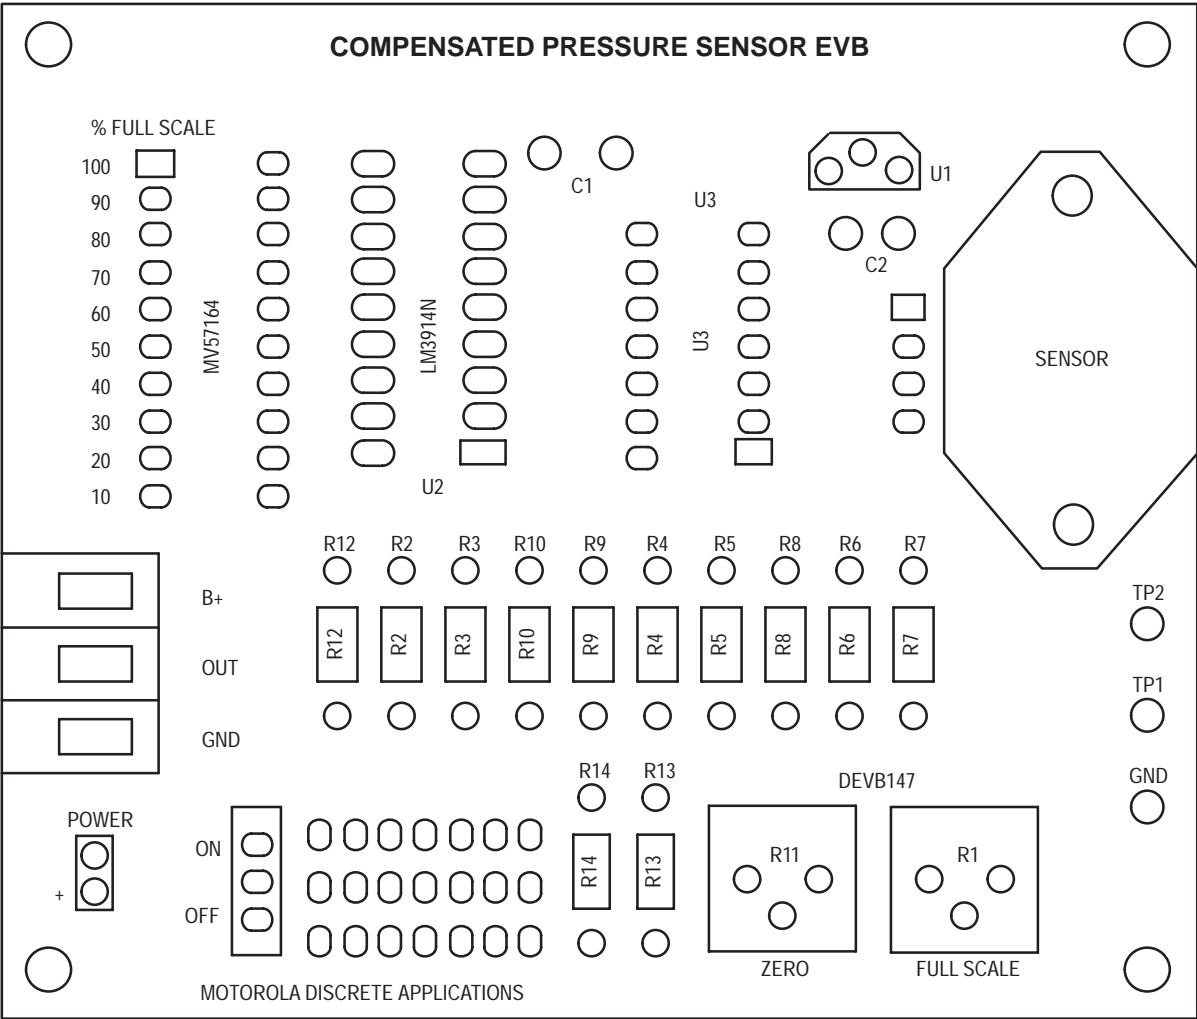 COMPENSATED PRESSURE SENSOR EVB
% FULL SCALE
100
90
80
70
60
50
40
30
20
10
MV57164
LM3914N
U2
C1
U3
U3
U1
C2
SENSOR
R12 R2 R3 R10 R9 R4 R5 R8 R6 R7
R12 R2 R3 R10 R9 R4 R5 R8 R6 R7
B+
OUT
GND
TP2
TP1
GND
POWER
+
ON
OFF
R14 R13
R14 R13
DEVB147
R11
ZERO
R1
FULL SCALE
MOTOROLA DISCRETE APPLICATIONS